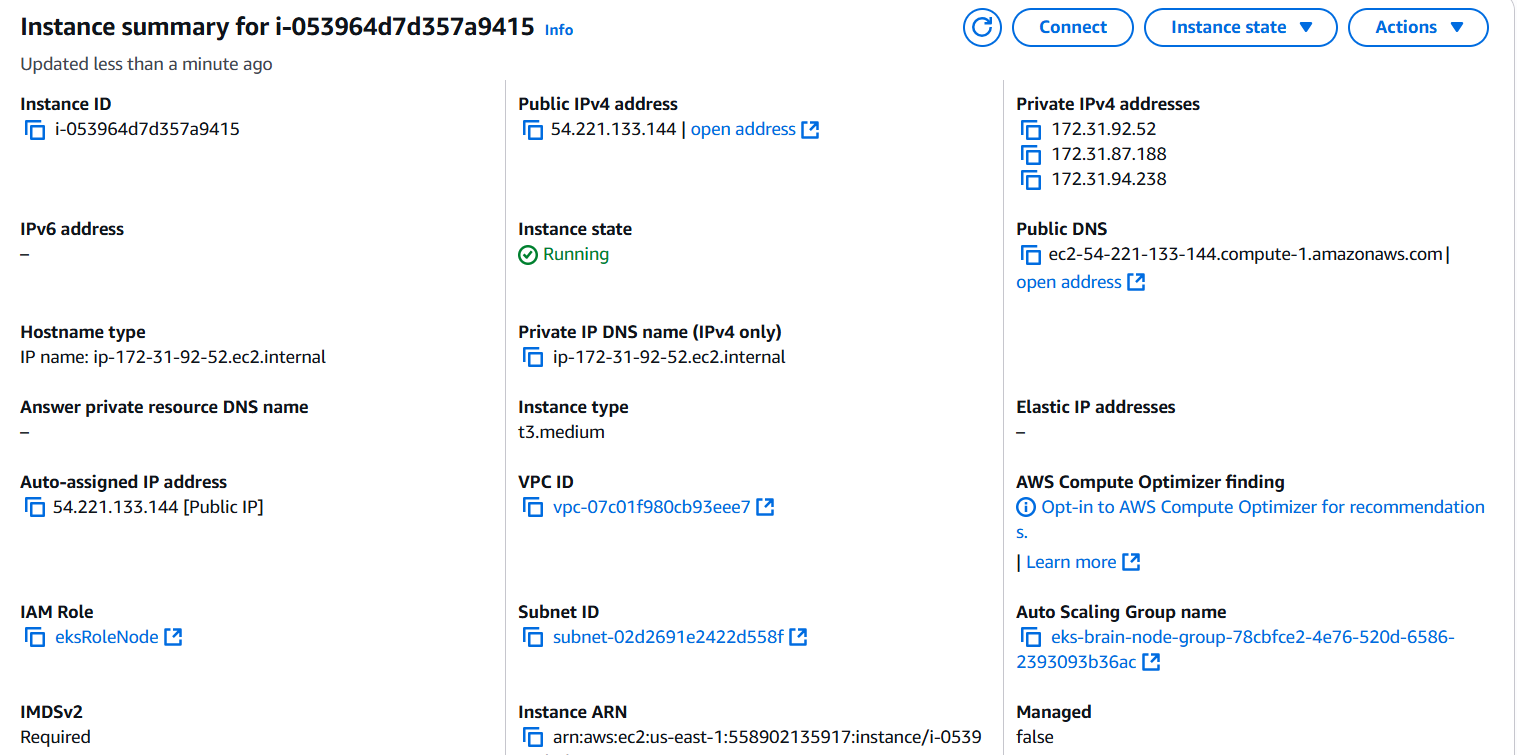 Instance summary for i-053964d7d357a9415 Info
Connect
Instance state
Actions
Updated less than a minute ago
Instance ID
i-053964d7d357a9415
Public IPv4 address
54.221.133.144 | open address
Private IPv4 addresses
172.31.92.52
172.31.87.188
172.31.94.238
IPv6 address
–
Instance state
Running
Public DNS
ec2-54-221-133-144.compute-1.amazonaws.com |
open address
Hostname type
IP name: ip-172-31-92-52.ec2.internal
Private IP DNS name (IPv4 only)
ip-172-31-92-52.ec2.internal
Answer private resource DNS name
–
Instance type
t3.medium
Elastic IP addresses
–
Auto-assigned IP address
54.221.133.144 [Public IP]
VPC ID
vpc-07c01f980cb93eee7
AWS Compute Optimizer finding
Opt-in to AWS Compute Optimizer for recommendation
s.
| Learn more
IAM Role
eksRoleNode
Subnet ID
subnet-02d2691e2422d558f
Auto Scaling Group name
eks-brain-node-group-78cbfce2-4e76-520d-6586-
2393093b36ac
IMDSv2
Required
Instance ARN
arn:aws:ec2:us-east-1:558902135917:instance/i-0539
Managed
false